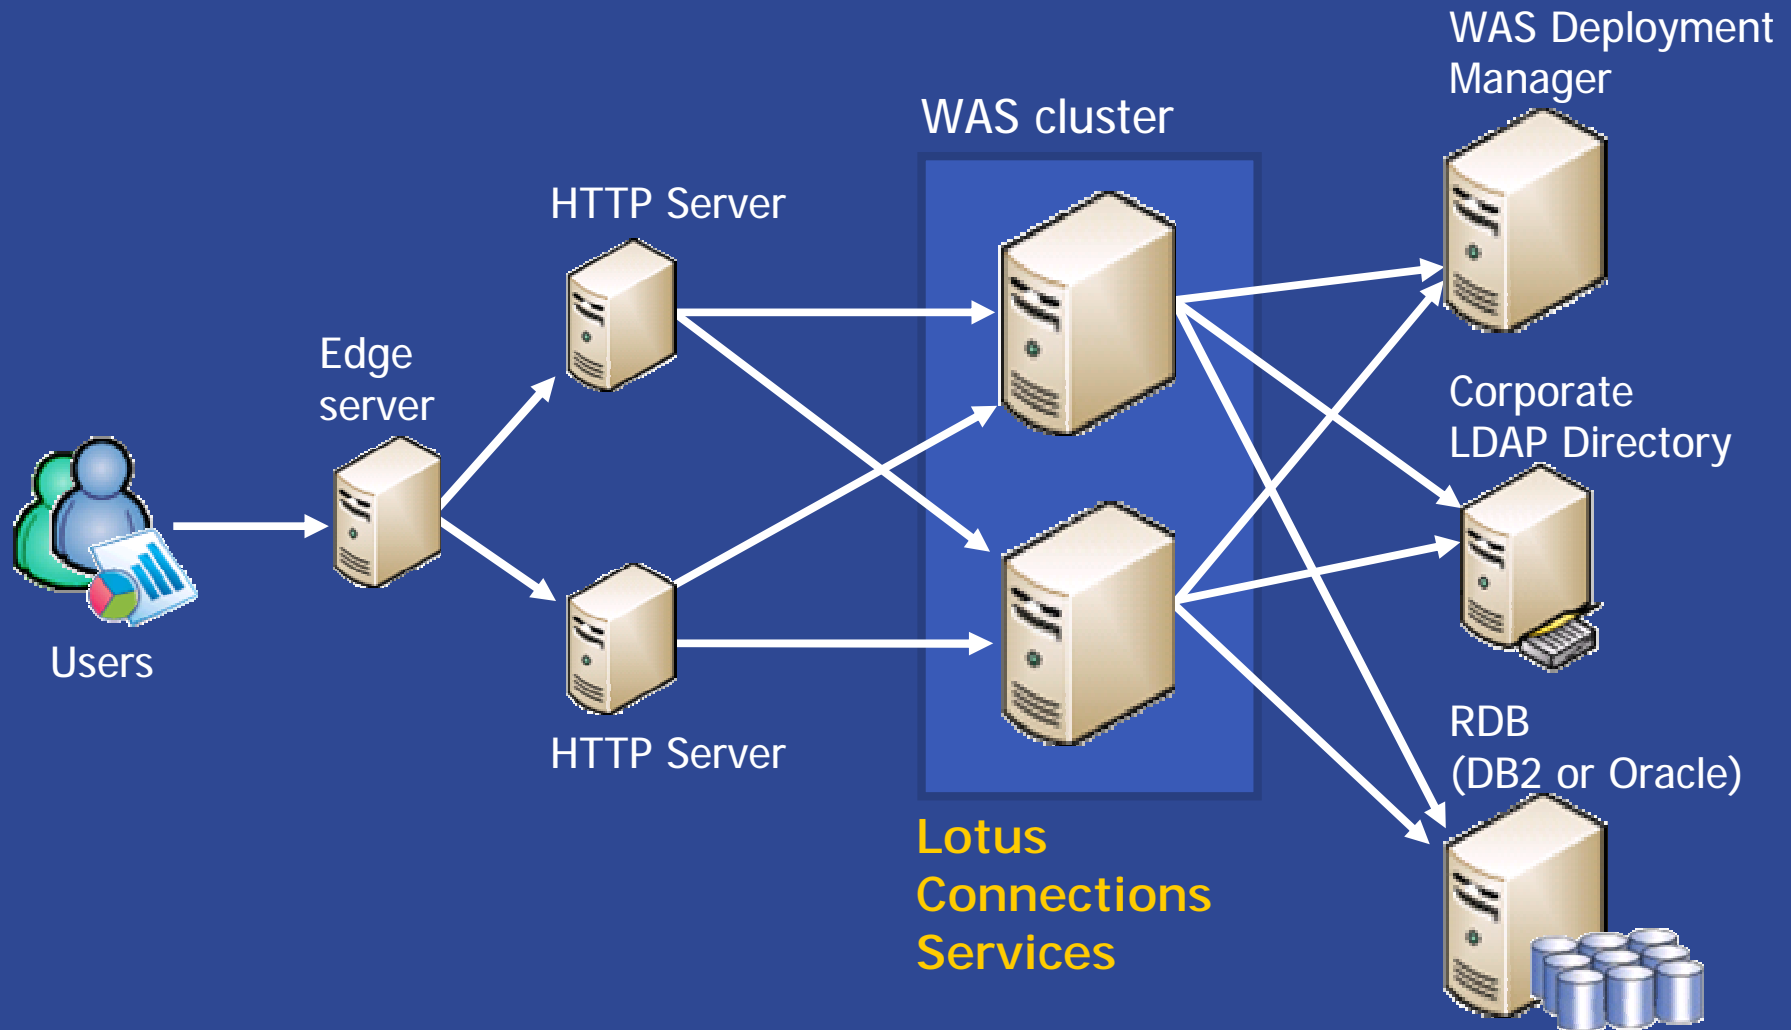 WAS Deployment
Manager
WAS cluster
HTTP Server
Edge
server
Corporate
LDAP Directory
Users
HTTP Server
RDB
(DB2 or Oracle)
Lotus
Connections
Services